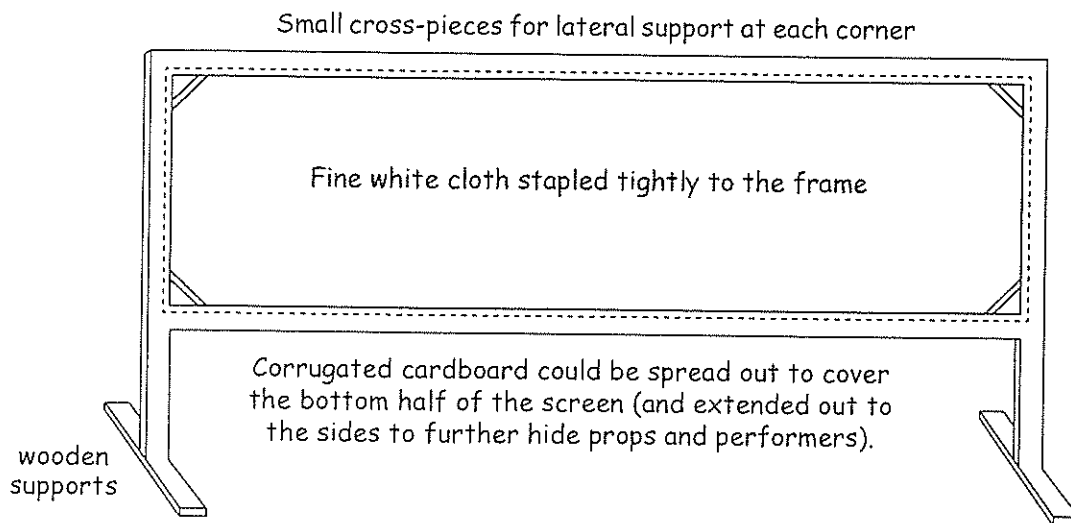 Small cross-pieces for lateral support at each corner
Fine white cloth stapled tightly to the frame
Corrugated cardboard could be spread out to cover
the bottom half of the screen (and extended out to
the sides to further hide props and performers).
wooden
supports